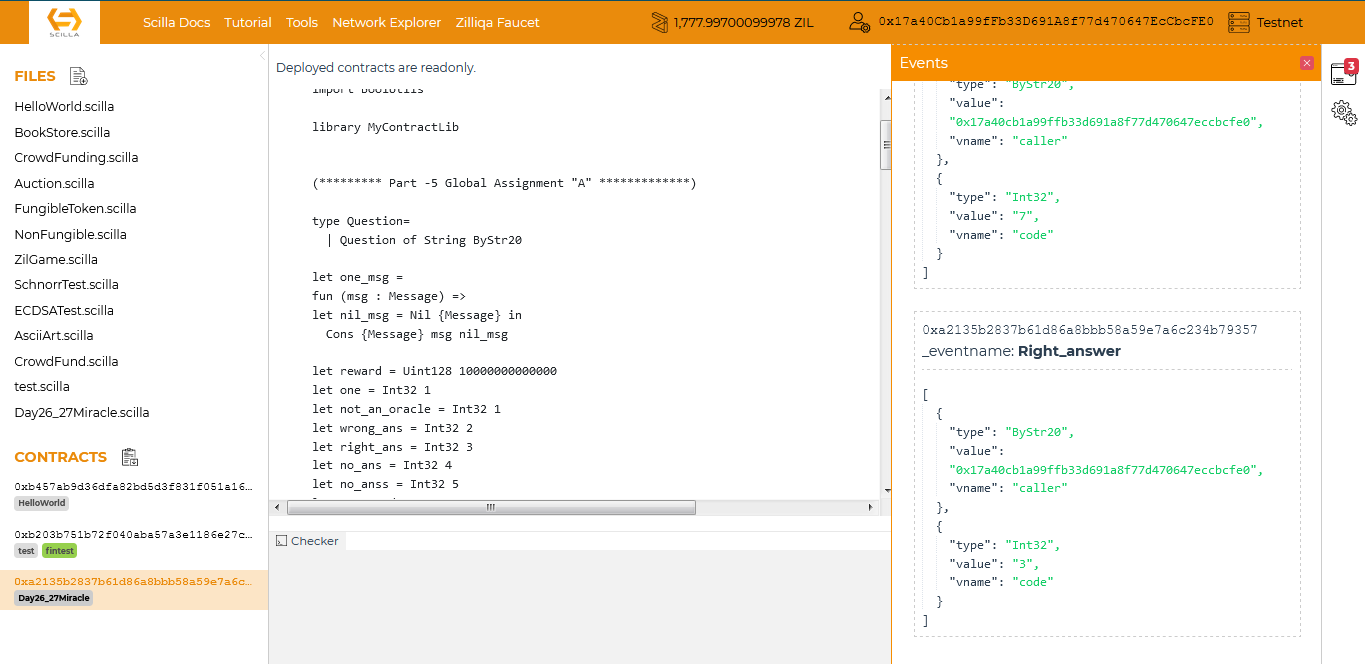 SCILLA
Scilla Docs Tutorial Tools Network Explorer Zilliqa Faucet 1,777.99700099978 ZIL 0x17a40Cb1a99fFb33D691A8f77d470647EcCbcFE0 Testnet
FILES
HelloWorld.scilla
BookStore.scilla
CrowdFunding.scilla
Auction.scilla
FungibleToken.scilla
NonFungible.scilla
ZilGame.scilla
SchnorrTest.scilla
ECDSATest.scilla
AsciiArt.scilla
CrowdFund.scilla
test.scilla
Day26_27Miracle.scilla
CONTRACTS
0xb457ab9d36dfa82bd5d3f831f051a16…
HelloWorld
0xb203b751b72f040aba57a3e1186e27c…
test fintest
0xa2135b2837b61d86a8bbb58a59e7a6c…
Day26_27Miracle
Deployed contracts are readonly.
import BoolUtils
library MyContractLib
(********* Part -5 Global Assignment "A" *************)
type Question=
| Question of String ByStr20
let one_msg =
fun (msg : Message) =>
let nil_msg = Nil {Message} in
Cons {Message} msg nil_msg
let reward = Uint128 10000000000000
let one = Int32 1
let not_an_oracle = Int32 1
let wrong_ans = Int32 2
let right_ans = Int32 3
let no_ans = Int32 4
let no_anss = Int32 5
Checker
Events
"type": "ByStr20",
"value":
"0x17a40cb1a99ffb33d691a8f77d470647eccbcfe0",
"vname": "caller"
},
{
"type": "Int32",
"value": "7",
"vname": "code"
}
]
0xa2135b2837b61d86a8bbb58a59e7a6c234b79357
_eventname: Right_answer
[
{
"type": "ByStr20",
"value":
"0x17a40cb1a99ffb33d691a8f77d470647eccbcfe0",
"vname": "caller"
},
{
"type": "Int32",
"value": "3",
"vname": "code"
}
]
3